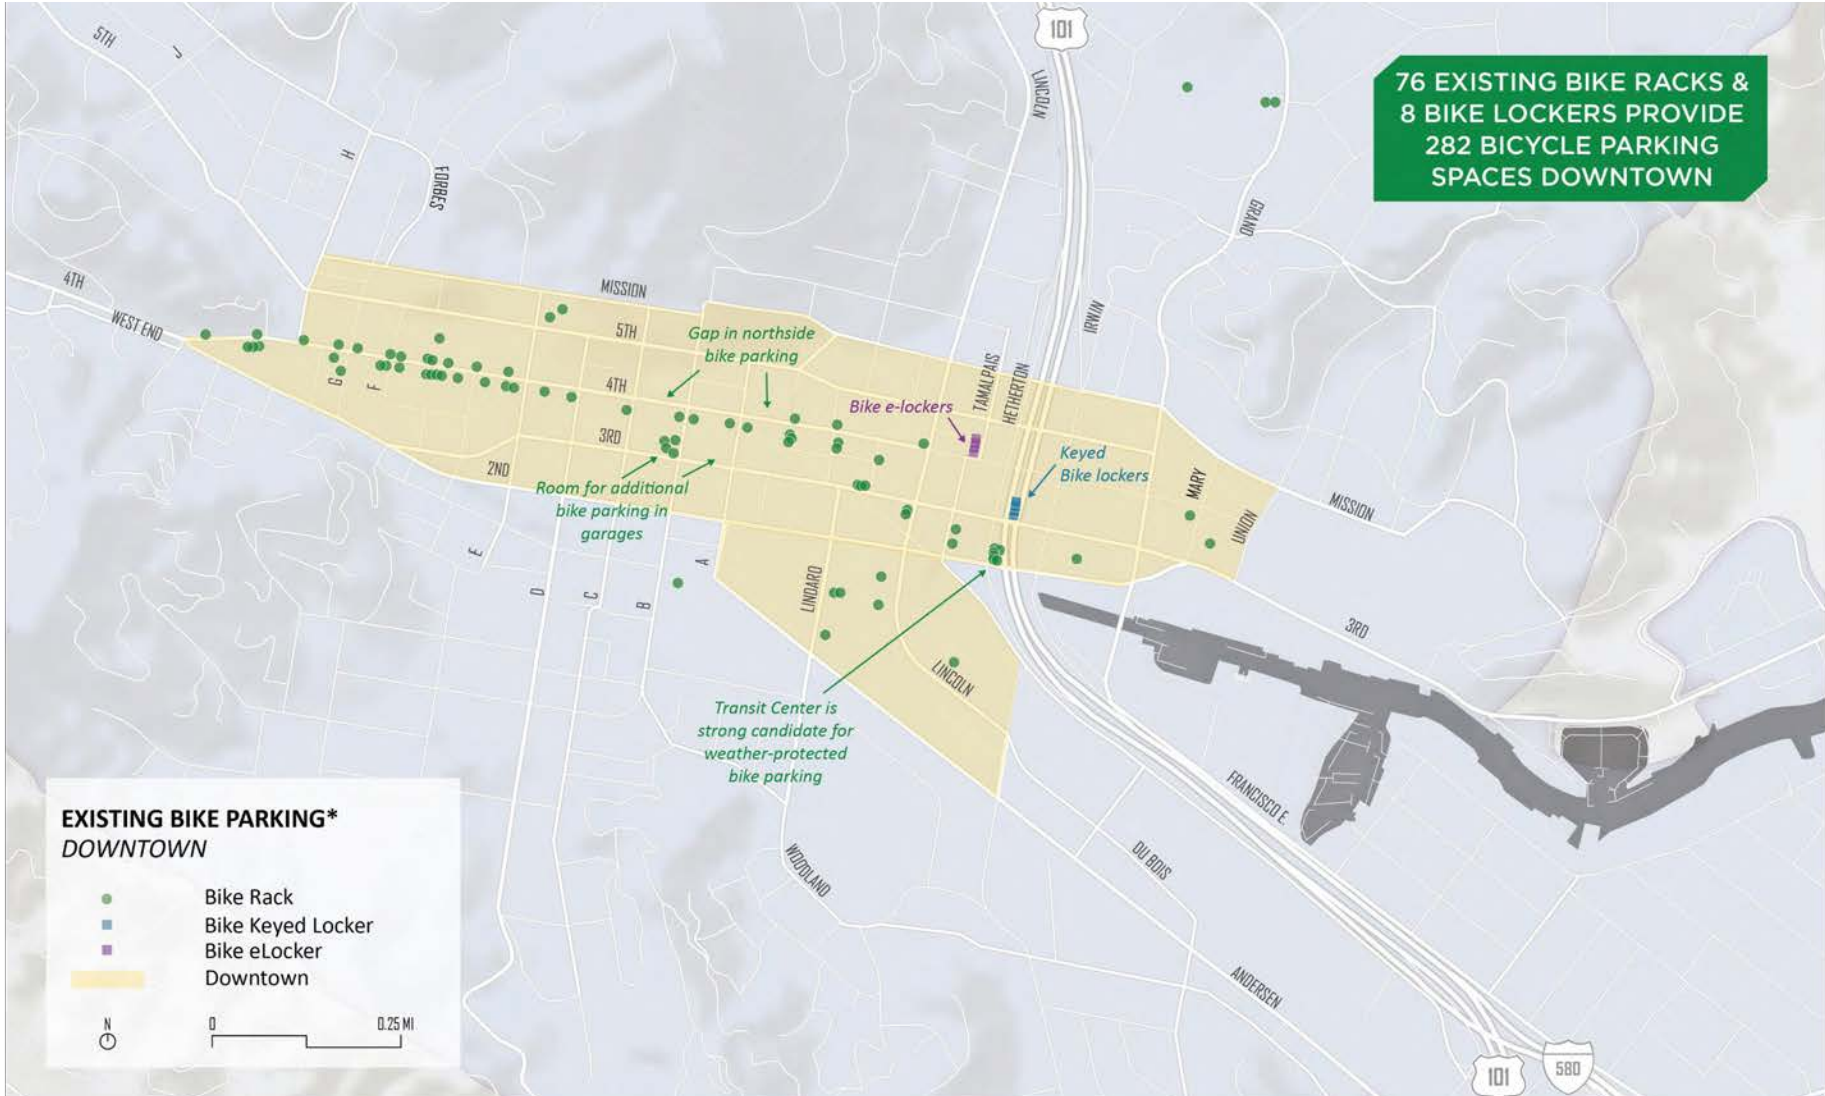 5TH
J
101
LINCOLN
76 EXISTING BIKE RACKS &
8 BIKE LOCKERS PROVIDE
282 BICYCLE PARKING
SPACES DOWNTOWN
H
FORBES
GRAND
4TH
WEST END
MISSION
5TH
IRWIN
Gap in northside
bike parking
TAMALPAIS
HETHERTON
G
F
4TH
Bike e-lockers
3RD
2ND
Keyed
Bike lockers
MARY
MISSION
UNION
Room for additional
bike parking in
garages
E
D
C
B
A
LINDARO
3RD
LINCOLN
Transit Center is
strong candidate for
weather-protected
bike parking
FRANCISCO E.
DU BOIS
WOODLAND
ANDERSEN
EXISTING BIKE PARKING*
DOWNTOWN
Bike Rack
Bike Keyed Locker
Bike eLocker
Downtown
N
0 0.25 MI
101
580